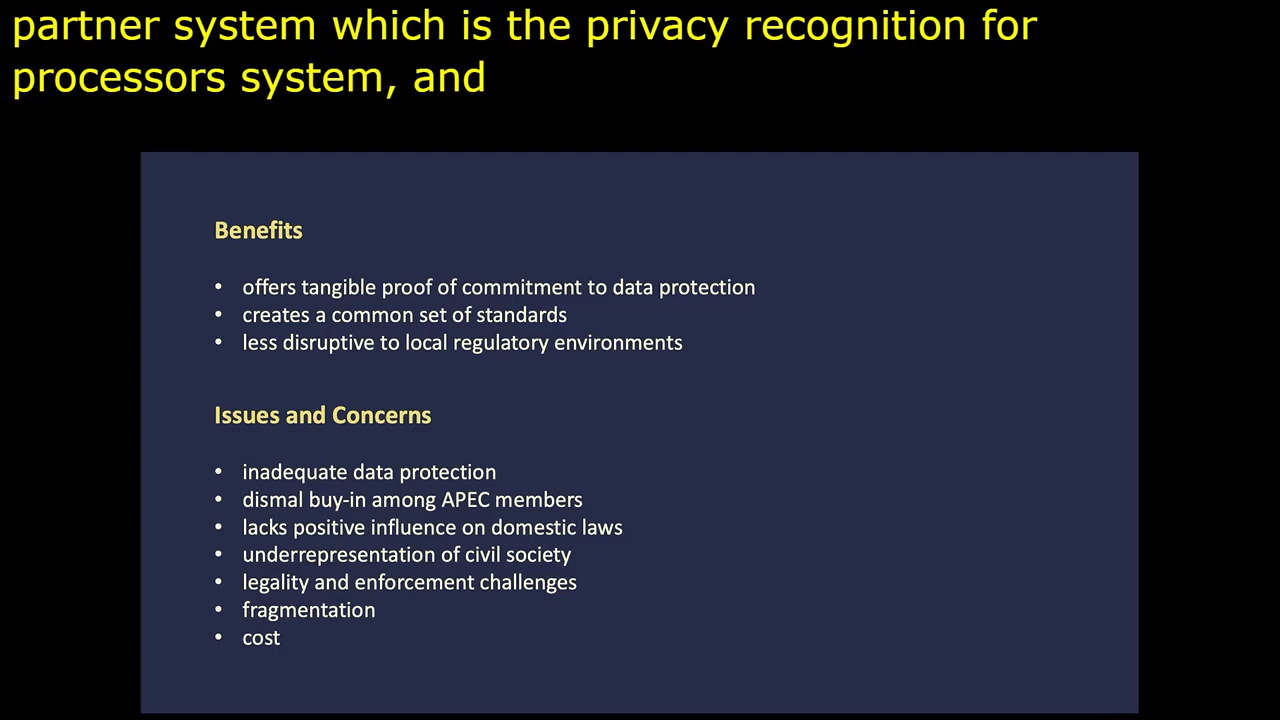 partner system which is the privacy recognition for
processors system, and
Benefits
• offers tangible proof of commitment to data protection
• creates a common set of standards
• less disruptive to local regulatory environments
Issues and Concerns
• inadequate data protection
• dismal buy-in among APEC members
• lacks positive influence on domestic laws
• underrepresentation of civil society
• legality and enforcement challenges
• fragmentation
• cost